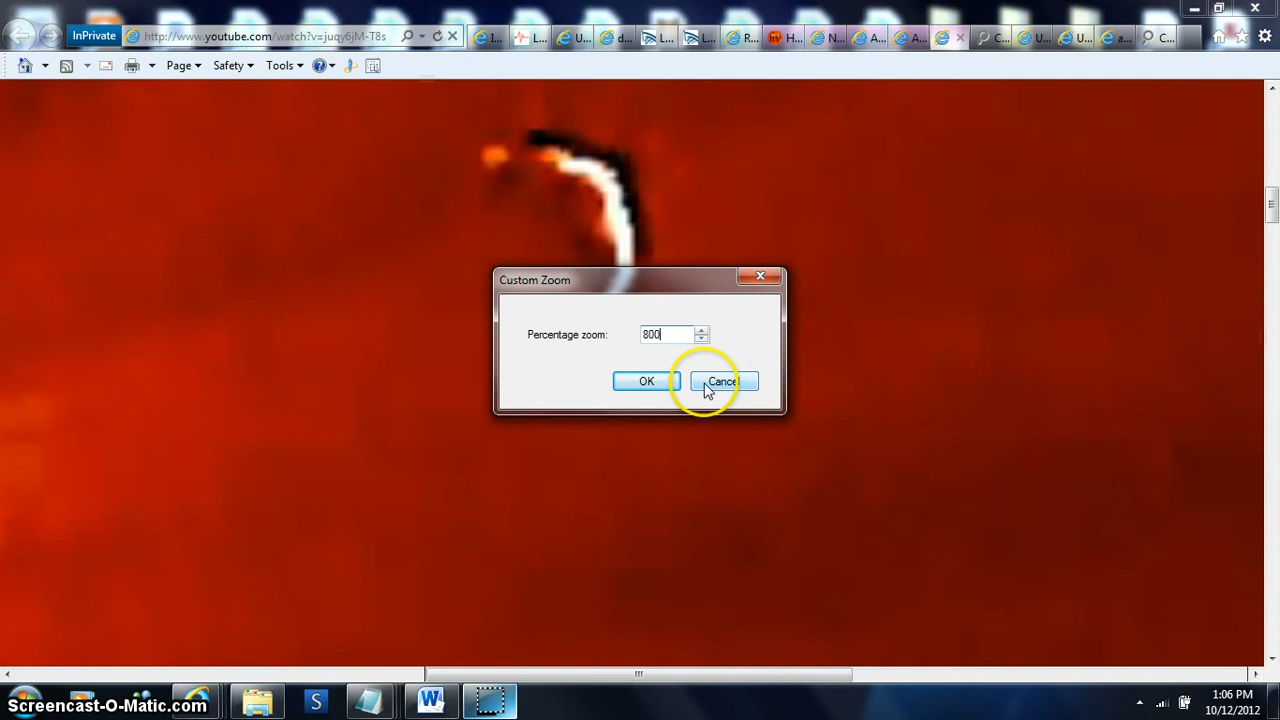 InPrivate http://www.youtube.com/watch?v=juqy6jM-T8s I... L... U... d... L... L... R... H... N... A... A... C... U... U... a... C...
Page Safety Tools
Custom Zoom
Percentage zoom: 800
OK Cancel
S W
1:06 PM
10/12/2012
Screencast-O-Matic.com